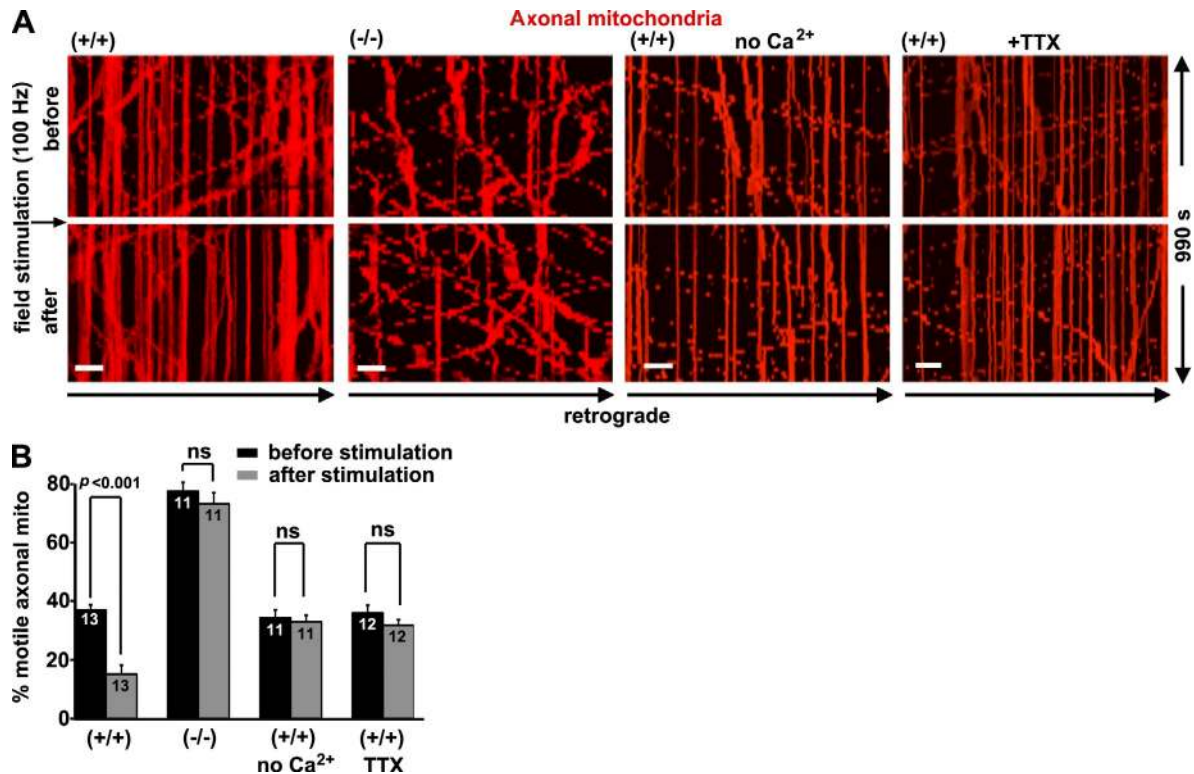 A
Axonal mitochondria
(+/+)
(-/-)
(+/+) no Ca²⁺
(+/+) +TTX
field stimulation (100 Hz)
before
after
990 s
retrograde
B
before stimulation
after stimulation
% motile axonal mito
80
60
40
20
0
p <0.001
ns
ns
ns
13
13
11
11
11
11
12
12
(+/+)
(-/-)
(+/+)
no Ca²⁺
(+/+)
TTX